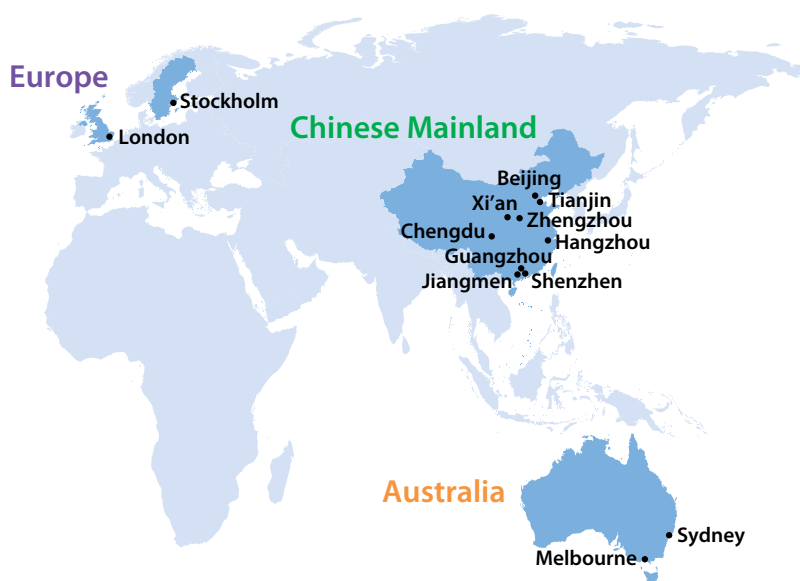 Europe
Stockholm
London
Chinese Mainland
Beijing
Tianjin
Xi’an
Zhengzhou
Chengdu
Hangzhou
Guangzhou
Jiangmen
Shenzhen
Australia
Sydney
Melbourne